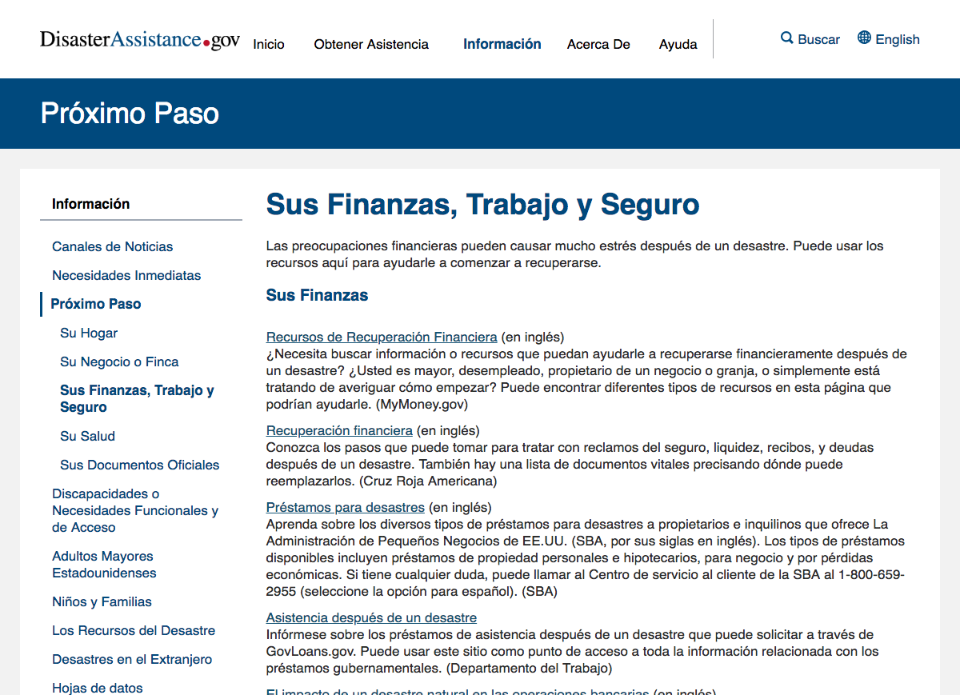 DisasterAssistance.gov
Inicio
Obtener Asistencia
Información
Acerca De
Ayuda
Buscar
English
Próximo Paso
Información
Canales de Noticias
Necesidades Inmediatas
Próximo Paso
Su Hogar
Su Negocio o Finca
Sus Finanzas, Trabajo y
Seguro
Su Salud
Sus Documentos Oficiales
Discapacidades o
Necesidades Funcionales y
de Acceso
Adultos Mayores
Estadounidenses
Niños y Familias
Los Recursos del Desastre
Desastres en el Extranjero
Hojas de datos
Sus Finanzas, Trabajo y Seguro
Las preocupaciones financieras pueden causar mucho estrés después de un desastre. Puede usar los
recursos aquí para ayudarle a comenzar a recuperarse.
Sus Finanzas
Recursos de Recuperación Financiera (en inglés)
¿Necesita buscar información o recursos que puedan ayudarle a recuperarse financieramente después de
un desastre? ¿Usted es mayor, desempleado, propietario de un negocio o granja, o simplemente está
tratando de averiguar cómo empezar? Puede encontrar diferentes tipos de recursos en esta página que
podrían ayudarle. (MyMoney.gov)
Recuperación financiera (en inglés)
Conozca los pasos que puede tomar para tratar con reclamos del seguro, liquidez, recibos, y deudas
después de un desastre. También hay una lista de documentos vitales precisando dónde puede
reemplazarlos. (Cruz Roja Americana)
Préstamos para desastres (en inglés)
Aprenda sobre los diversos tipos de préstamos para desastres a propietarios e inquilinos que ofrece La
Administración de Pequeños Negocios de EE.UU. (SBA, por sus siglas en inglés). Los tipos de préstamos
disponibles incluyen préstamos de propiedad personales e hipotecarios, para negocio y por pérdidas
económicas. Si tiene cualquier duda, puede llamar al Centro de servicio al cliente de la SBA al 1-800-659-
2955 (seleccione la opción para español). (SBA)
Asistencia después de un desastre
Infórmese sobre los préstamos de asistencia después de un desastre que puede solicitar a través de
GovLoans.gov. Puede usar este sitio como punto de acceso a toda la información relacionada con los
préstamos gubernamentales. (Departamento del Trabajo)
El impacto de un desastre natural en las operaciones bancarias (en inglés)